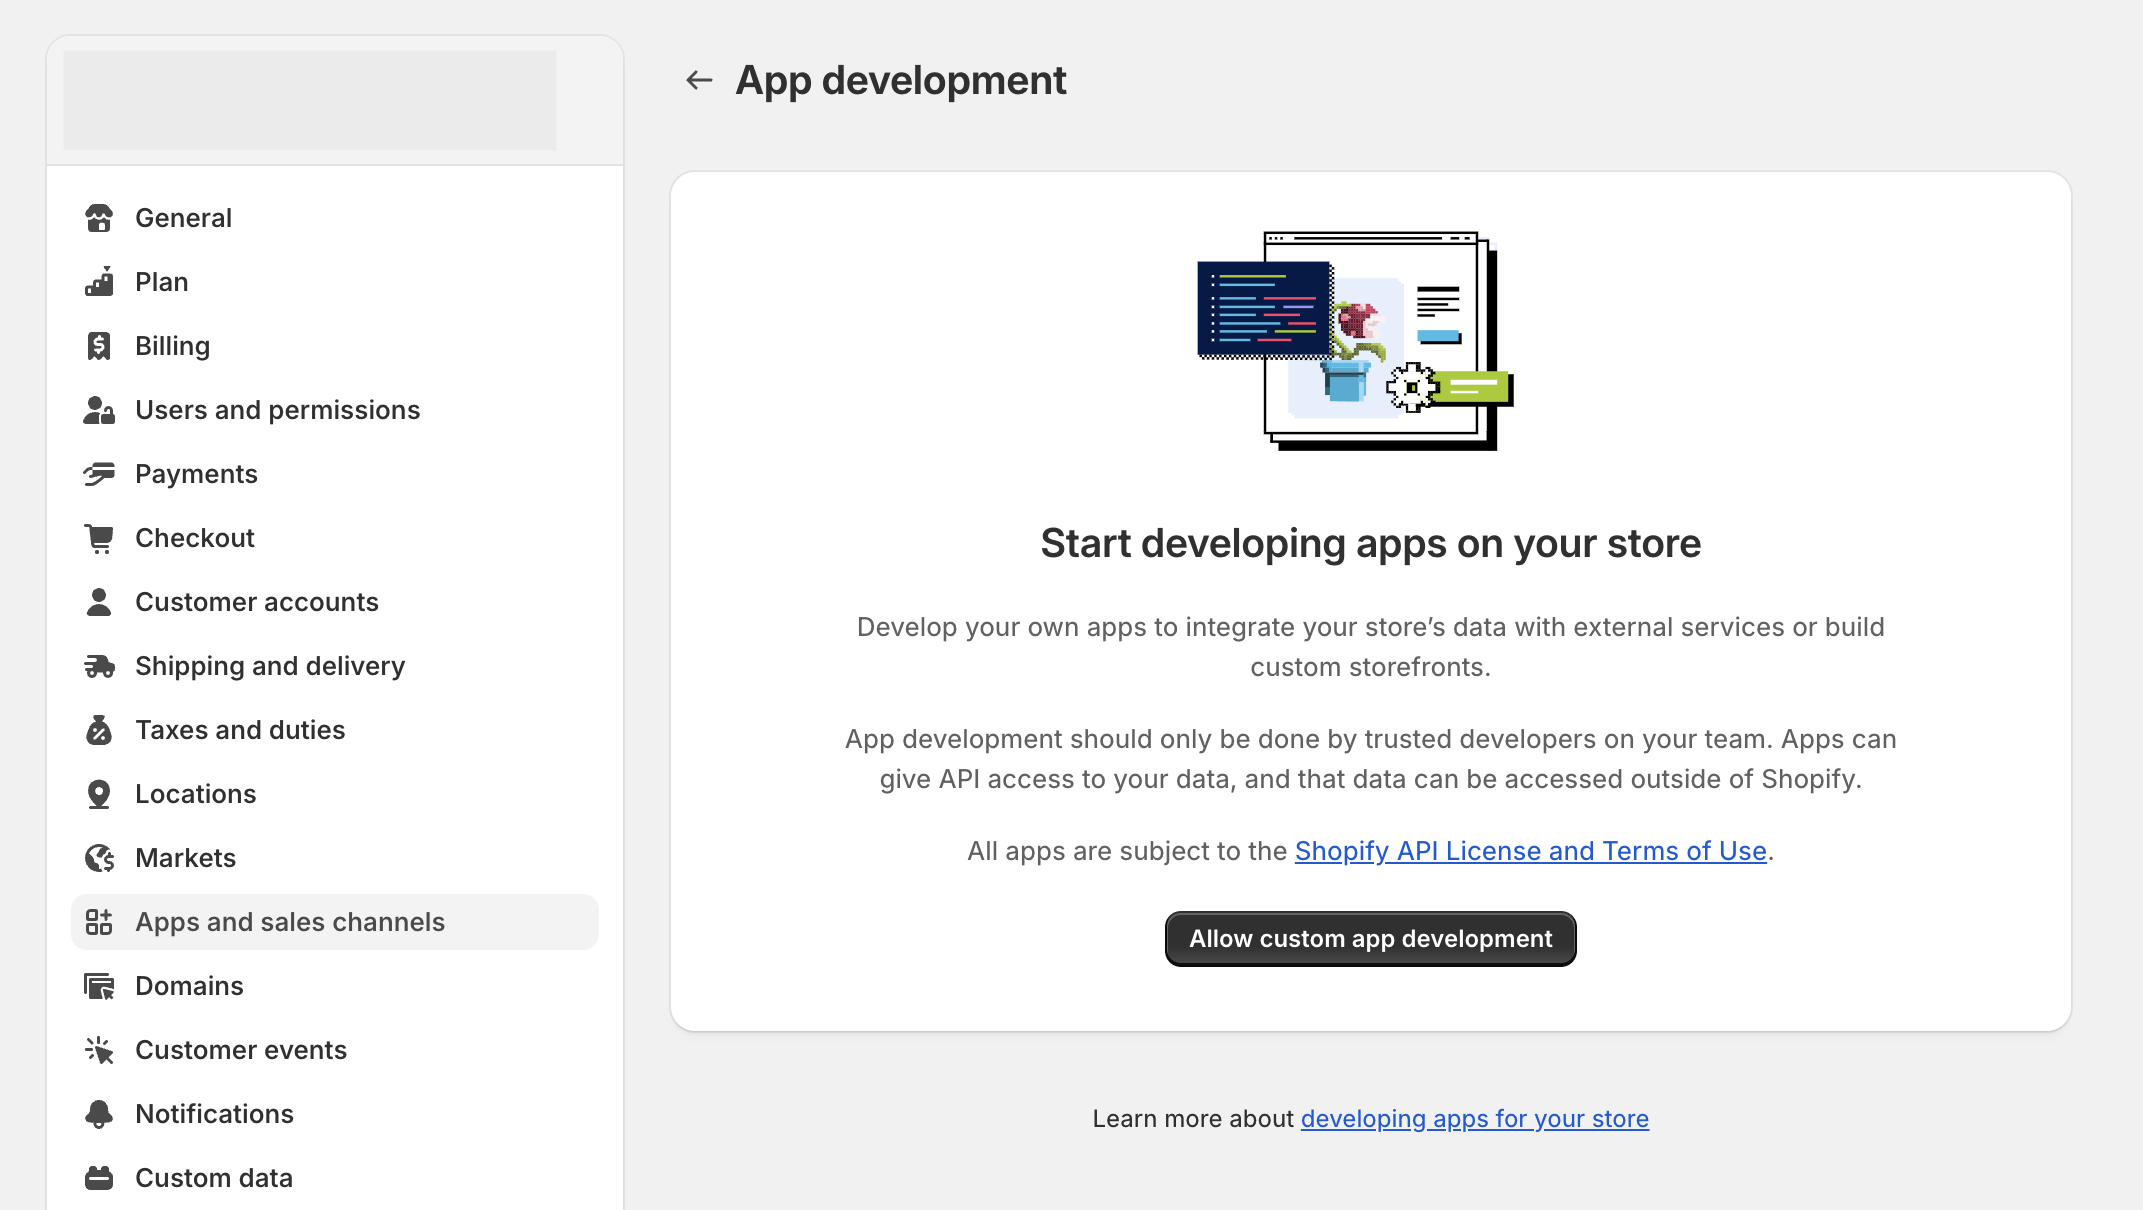 App development
General
Plan
Billing
Users and permissions
Payments
Checkout
Customer accounts
Shipping and delivery
Taxes and duties
Locations
Markets
Apps and sales channels
Domains
Customer events
Notifications
Custom data
Start developing apps on your store
Develop your own apps to integrate your store’s data with external services or build
custom storefronts.
App development should only be done by trusted developers on your team. Apps can
give API access to your data, and that data can be accessed outside of Shopify.
All apps are subject to the Shopify API License and Terms of Use.
Allow custom app development
Learn more about developing apps for your store